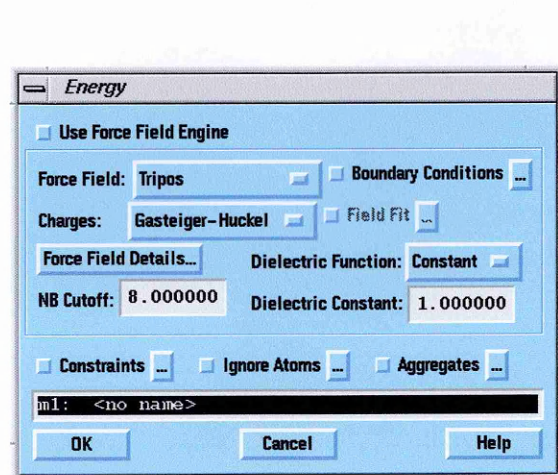 Energy
Use Force Field Engine
Force Field: Tripos Boundary Conditions ...
Charges: Gasteiger-Huckel Field Fit ...
Force Field Details... Dielectric Function: Constant
NB Cutoff: 8.000000 Dielectric Constant: 1.000000
Constraints ... Ignore Atoms ... Aggregates ...
m1: <no name>
OK Cancel Help